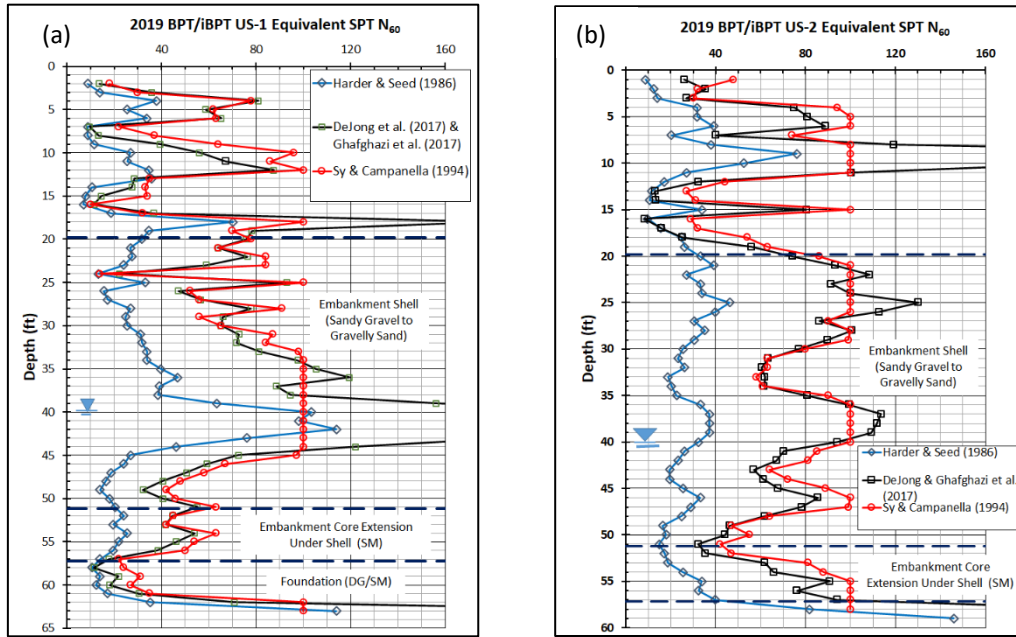 (a)
2019 BPT/iBPT US-1 Equivalent SPT N60
0 40 80 120 160
0
5
10
15
20
25
30
35
40
45
50
55
60
65
Depth (ft)
Harder & Seed (1986)
DeJong et al. (2017) &
Ghafghazi et al.
(2017)
Sy & Campanella
(1994)
Embankment Shell
(Sandy Gravel to
Gravelly Sand)
Embankment Core Extension
Under Shell (SM)
Foundation (DG/SM)
(b)
2019 BPT/iBPT US-2 Equivalent SPT N60
0 40 80 120 160
0
5
10
15
20
25
30
35
40
45
50
55
60
Depth (ft)
Embankment Shell
(Sandy Gravel to
Gravelly Sand)
Harder & Seed (1986)
DeJong & Ghafghazi et al.
(2017)
Sy & Campanella (1994)
Embankment Core
Extension Under Shell (SM)